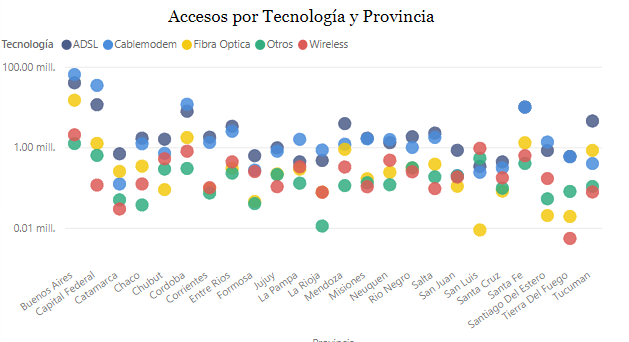 Accesos por Tecnología y Provincia
Tecnología ADSL Cablemodem Fibra Optica Otros Wireless
100.00 mill.
1.00 mill.
0.01 mill.
Buenos Aires
Capital Federal
Catamarca
Chaco
Chubut
Cordoba
Corrientes
Entre Rios
Formosa
Jujuy
La Pampa
La Rioja
Mendoza
Misiones
Neuquen
Rio Negro
Salta
San Juan
San Luis
Santa Cruz
Santa Fe
Santiago Del Estero
Tierra Del Fuego
Tucuman